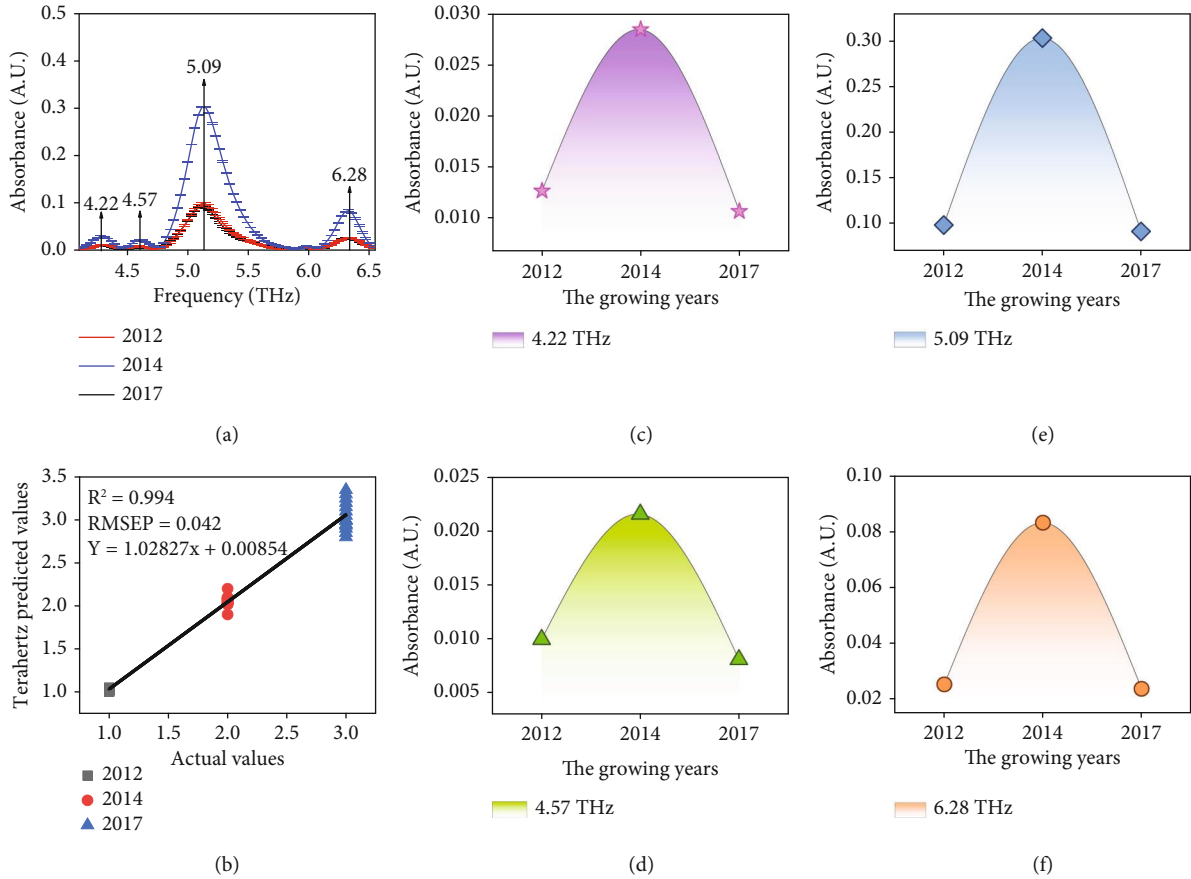 0.5
0.4
0.3
0.2
0.1
0.0
Absorbance (A.U.)
4.22
4.57
5.09
6.28
4.5 5.0 5.5 6.0 6.5
Frequency (THz)
2012
2014
2017
(a)
0.030
0.025
0.020
0.015
0.010
Absorbance (A.U.)
2012 2014 2017
The growing years
4.22 THz
(c)
0.30
0.25
0.20
0.15
0.10
Absorbance (A.U.)
2012 2014 2017
The growing years
5.09 THz
(e)
3.5
3.0
2.5
2.0
1.5
1.0
Terahertz predicted values
R² = 0.994
RMSEP = 0.042
Y = 1.02827x + 0.00854
1.0 1.5 2.0 2.5 3.0
Actual values
2012
2014
2017
(b)
0.025
0.020
0.015
0.010
0.005
Absorbance (A.U.)
2012 2014 2017
The growing years
4.57 THz
(d)
0.10
0.08
0.06
0.04
0.02
Absorbance (A.U.)
2012 2014 2017
The growing years
6.28 THz
(f)